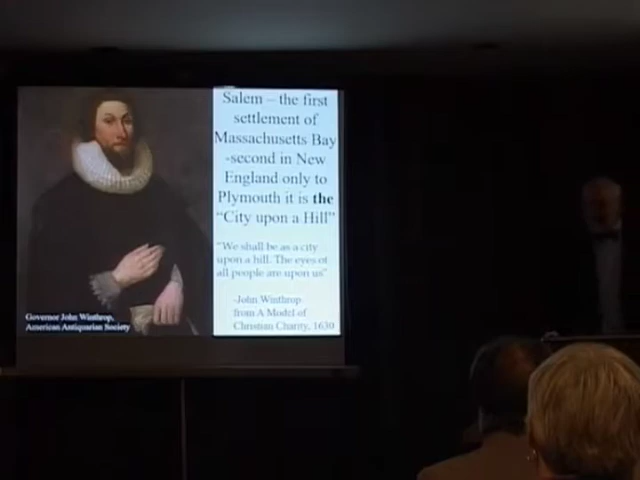 Salem – the first
settlement of
Massachusetts Bay
-second in New
England only to
Plymouth it is the
“City upon a Hill”
“We shall be as a city
upon a hill. The eyes of
all people are upon us”
-John Winthrop
from A Model of
Christian Charity, 1630
Governor John Winthrop,
American Antiquarian Society